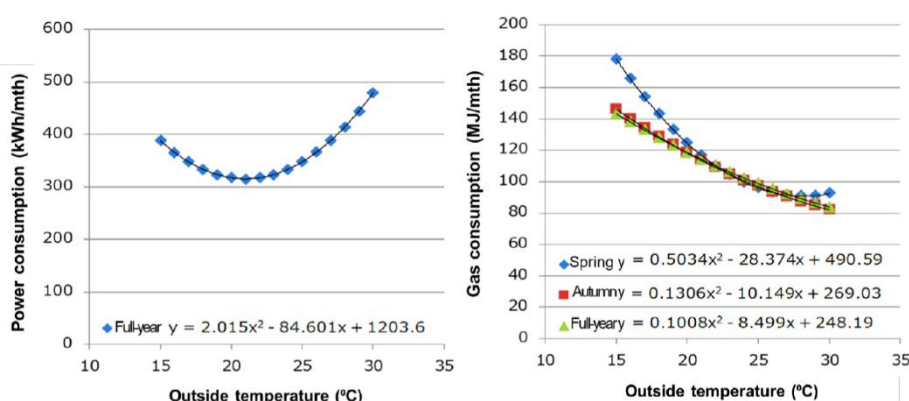 Power consumption (kWh/mth)
600
500
400
300
200
100
0
Full-year y = 2.015x² - 84.601x + 1203.6
10 15 20 25 30 35
Outside temperature (ºC)
Gas consumption (MJ/mth)
200
180
160
140
120
100
80
60
40
20
0
Spring y = 0.5034x² - 28.374x + 490.59
Autumn y = 0.1306x² - 10.149x + 269.03
Full-year y = 0.1008x² - 8.499x + 248.19
10 15 20 25 30 35
Outside temperature (ºC)